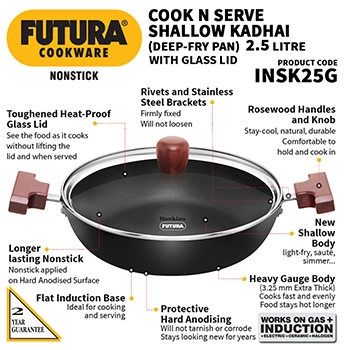 FUTURA®
COOKWARE
NONSTICK
COOK N SERVE
SHALLOW KADHAI
(DEEP-FRY PAN) 2.5 LITRE
WITH GLASS LID
PRODUCT CODE
INSK25G
Rivets and Stainless
Steel Brackets
Firmly fixed
Will not loosen
Toughened Heat-Proof
Glass Lid
See the food as it cooks
without lifting the
lid and when served
Rosewood Handles
and Knob
Stay-cool, natural, durable
Comfortable to
hold and cook in
Hawkins
FUTURA
New
Shallow
Body
light-fry, saute,
simmer...
Longer
lasting Nonstick
Nonstick applied
on Hard Anodised Surface
Heavy Gauge Body
(3.25 mm Extra Thick)
Cooks fast and evenly
Food stays hot longer
Flat Induction Base
Ideal for cooking
and serving
Protective
Hard Anodising
Will not tarnish or corrode
Stays looking new for years
2
YEAR
GUARANTEE
WORKS ON GAS +
INDUCTION
+ELECTRIC+CERAMIC+HALOGEN